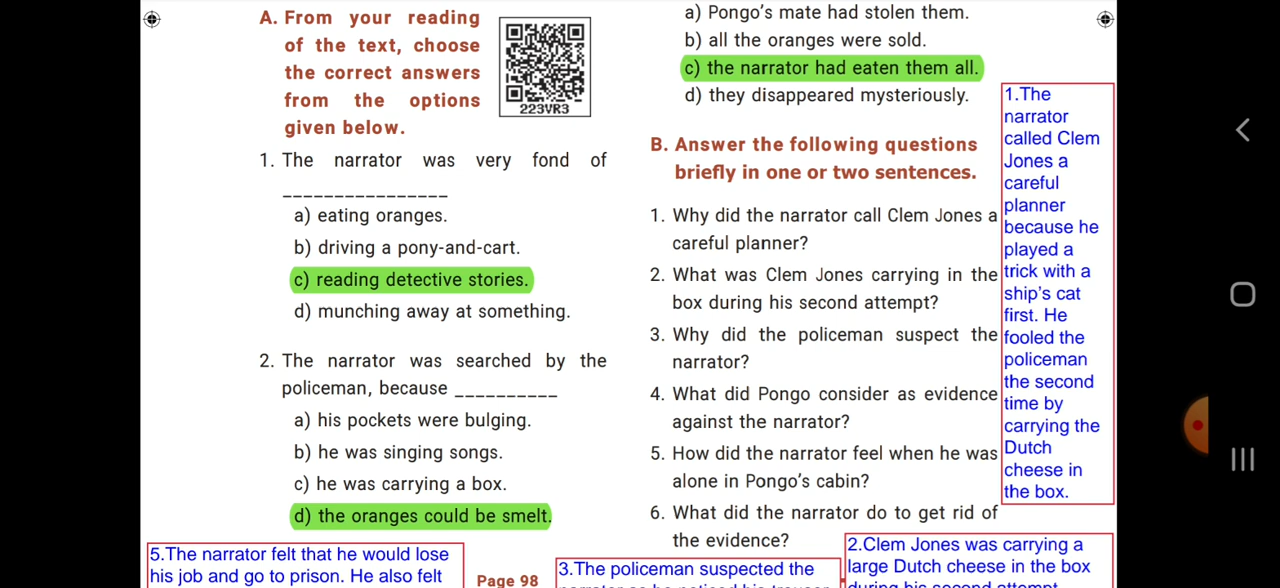 A. From your reading
of the text, choose
the correct answers
from the options
given below.
223VR3
1. The narrator was very fond of
________________
a) eating oranges.
b) driving a pony-and-cart.
c) reading detective stories.
d) munching away at something.
2. The narrator was searched by the
policeman, because __________
a) his pockets were bulging.
b) he was singing songs.
c) he was carrying a box.
d) the oranges could be smelt.
5.The narrator felt that he would lose
his job and go to prison. He also felt
Page 98
a) Pongo's mate had stolen them.
b) all the oranges were sold.
c) the narrator had eaten them all.
d) they disappeared mysteriously.
B. Answer the following questions
briefly in one or two sentences.
1. Why did the narrator call Clem Jones a
careful planner?
2. What was Clem Jones carrying in the
box during his second attempt?
3. Why did the policeman suspect the
narrator?
4. What did Pongo consider as evidence
against the narrator?
5. How did the narrator feel when he was
alone in Pongo's cabin?
6. What did the narrator do to get rid of
the evidence?
3.The policeman suspected the
narrator as he noticed his trouser
1.The
narrator
called Clem
Jones a
careful
planner
because he
played a
trick with a
ship's cat
first. He
fooled the
policeman
the second
time by
carrying the
Dutch
cheese in
the box.
2.Clem Jones was carrying a
large Dutch cheese in the box
during his second attempt.